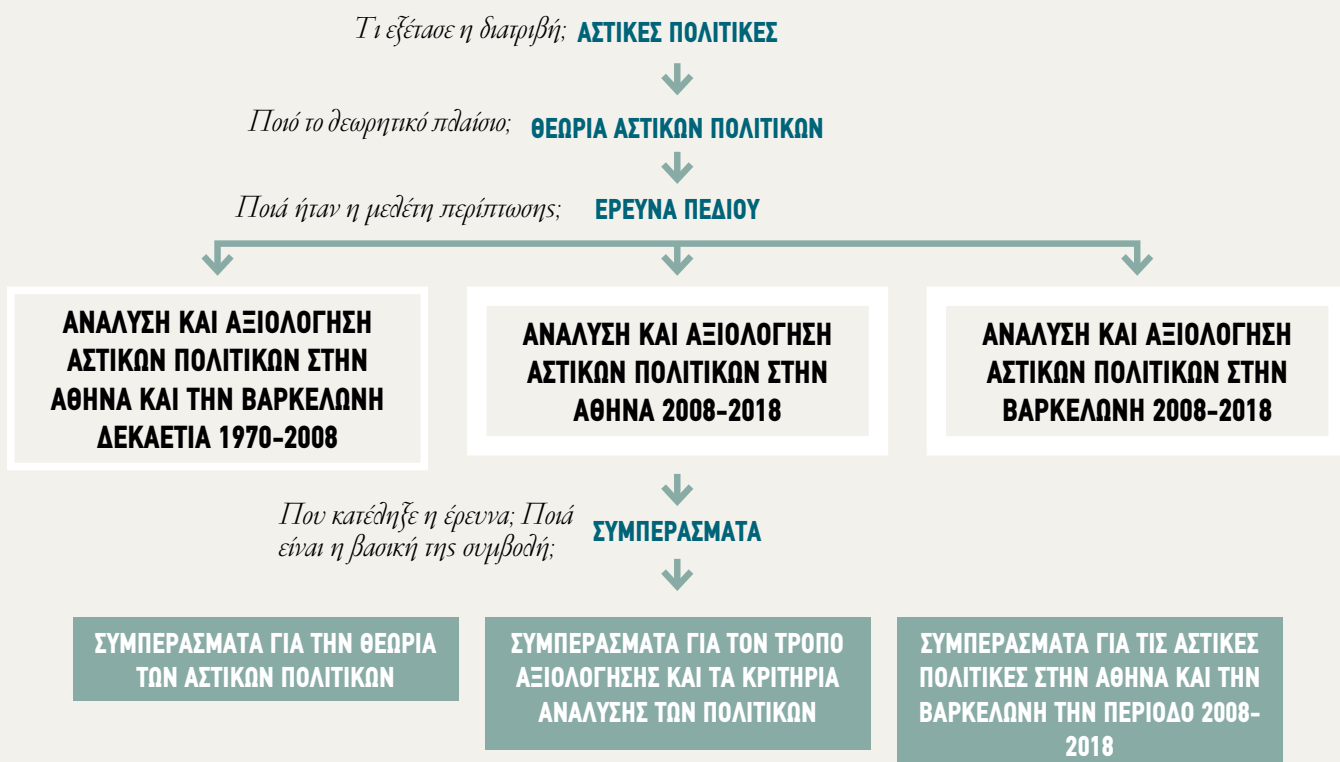 Τι εξέτασε η διατριβή; ΑΣΤΙΚΕΣ ΠΟΛΙΤΙΚΕΣ
Ποιό το θεωρητικό πλαίσιο; ΘΕΩΡΙΑ ΑΣΤΙΚΩΝ ΠΟΛΙΤΙΚΩΝ
Ποιά ήταν η μελέτη περίπτωσης; ΕΡΕΥΝΑ ΠΕΔΙΟΥ
ΑΝΑΛΥΣΗ ΚΑΙ ΑΞΙΟΛΟΓΗΣΗ
ΑΣΤΙΚΩΝ ΠΟΛΙΤΙΚΩΝ ΣΤΗΝ
ΑΘΗΝΑ ΚΑΙ ΤΗΝ ΒΑΡΚΕΛΩΝΗ
ΔΕΚΑΕΤΙΑ 1970-2008
ΑΝΑΛΥΣΗ ΚΑΙ ΑΞΙΟΛΟΓΗΣΗ
ΑΣΤΙΚΩΝ ΠΟΛΙΤΙΚΩΝ ΣΤΗΝ
ΑΘΗΝΑ 2008-2018
ΑΝΑΛΥΣΗ ΚΑΙ ΑΞΙΟΛΟΓΗΣΗ
ΑΣΤΙΚΩΝ ΠΟΛΙΤΙΚΩΝ ΣΤΗΝ
ΒΑΡΚΕΛΩΝΗ 2008-2018
Που κατέληξε η έρευνα; Ποιά
είναι η βασική της συμβολή;
ΣΥΜΠΕΡΑΣΜΑΤΑ
ΣΥΜΠΕΡΑΣΜΑΤΑ ΓΙΑ ΤΗΝ ΘΕΩΡΙΑ
ΤΩΝ ΑΣΤΙΚΩΝ ΠΟΛΙΤΙΚΩΝ
ΣΥΜΠΕΡΑΣΜΑΤΑ ΓΙΑ ΤΟΝ ΤΡΟΠΟ
ΑΞΙΟΛΟΓΗΣΗΣ ΚΑΙ ΤΑ ΚΡΙΤΗΡΙΑ
ΑΝΑΛΥΣΗΣ ΤΩΝ ΠΟΛΙΤΙΚΩΝ
ΣΥΜΠΕΡΑΣΜΑΤΑ ΓΙΑ ΤΙΣ ΑΣΤΙΚΕΣ
ΠΟΛΙΤΙΚΕΣ ΣΤΗΝ ΑΘΗΝΑ ΚΑΙ ΤΗΝ
ΒΑΡΚΕΛΩΝΗ ΤΗΝ ΠΕΡΙΟΔΟ 2008-
2018